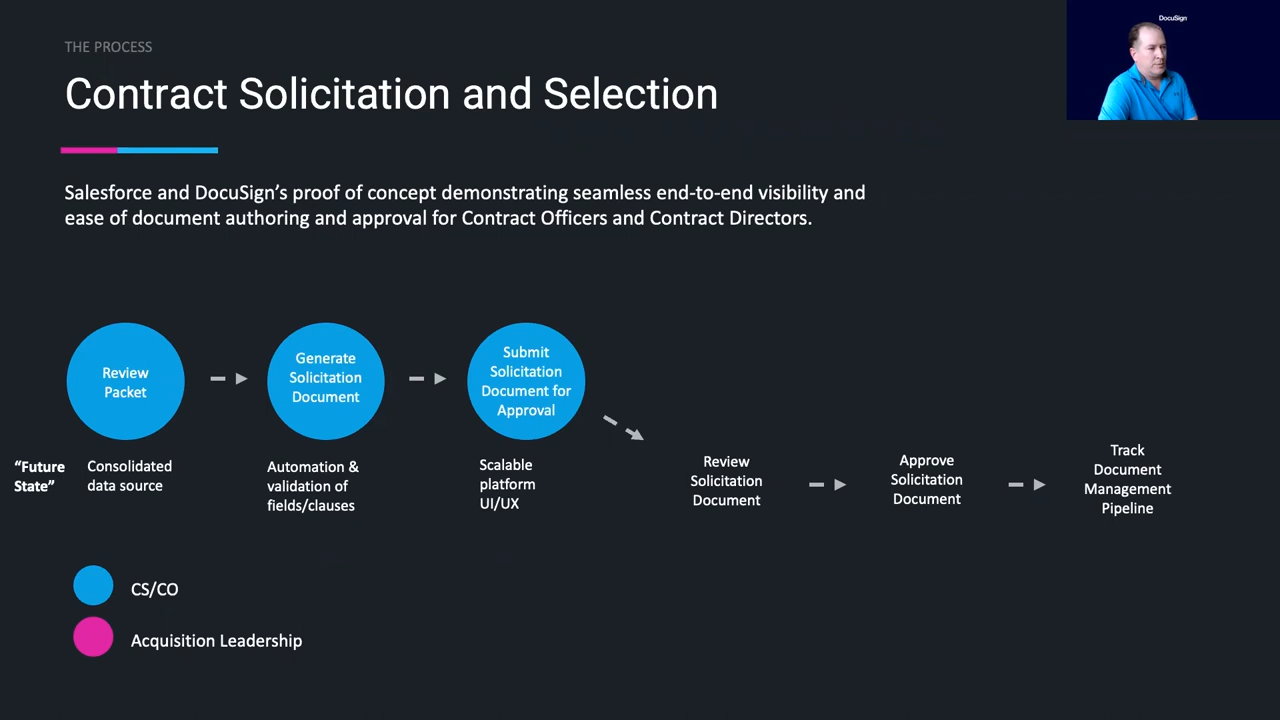 THE PROCESS
DocuSign
Contract Solicitation and Selection
Salesforce and DocuSign's proof of concept demonstrating seamless end-to-end visibility and
ease of document authoring and approval for Contract Officers and Contract Directors.
Review
Packet
Generate
Solicitation
Document
Submit
Solicitation
Document for
Approval
"Future
State"
Consolidated
data source
Automation &
validation of
fields/clauses
Scalable
platform
UI/UX
Review
Solicitation
Document
Approve
Solicitation
Document
Track
Document
Management
Pipeline
CS/CO
Acquisition Leadership